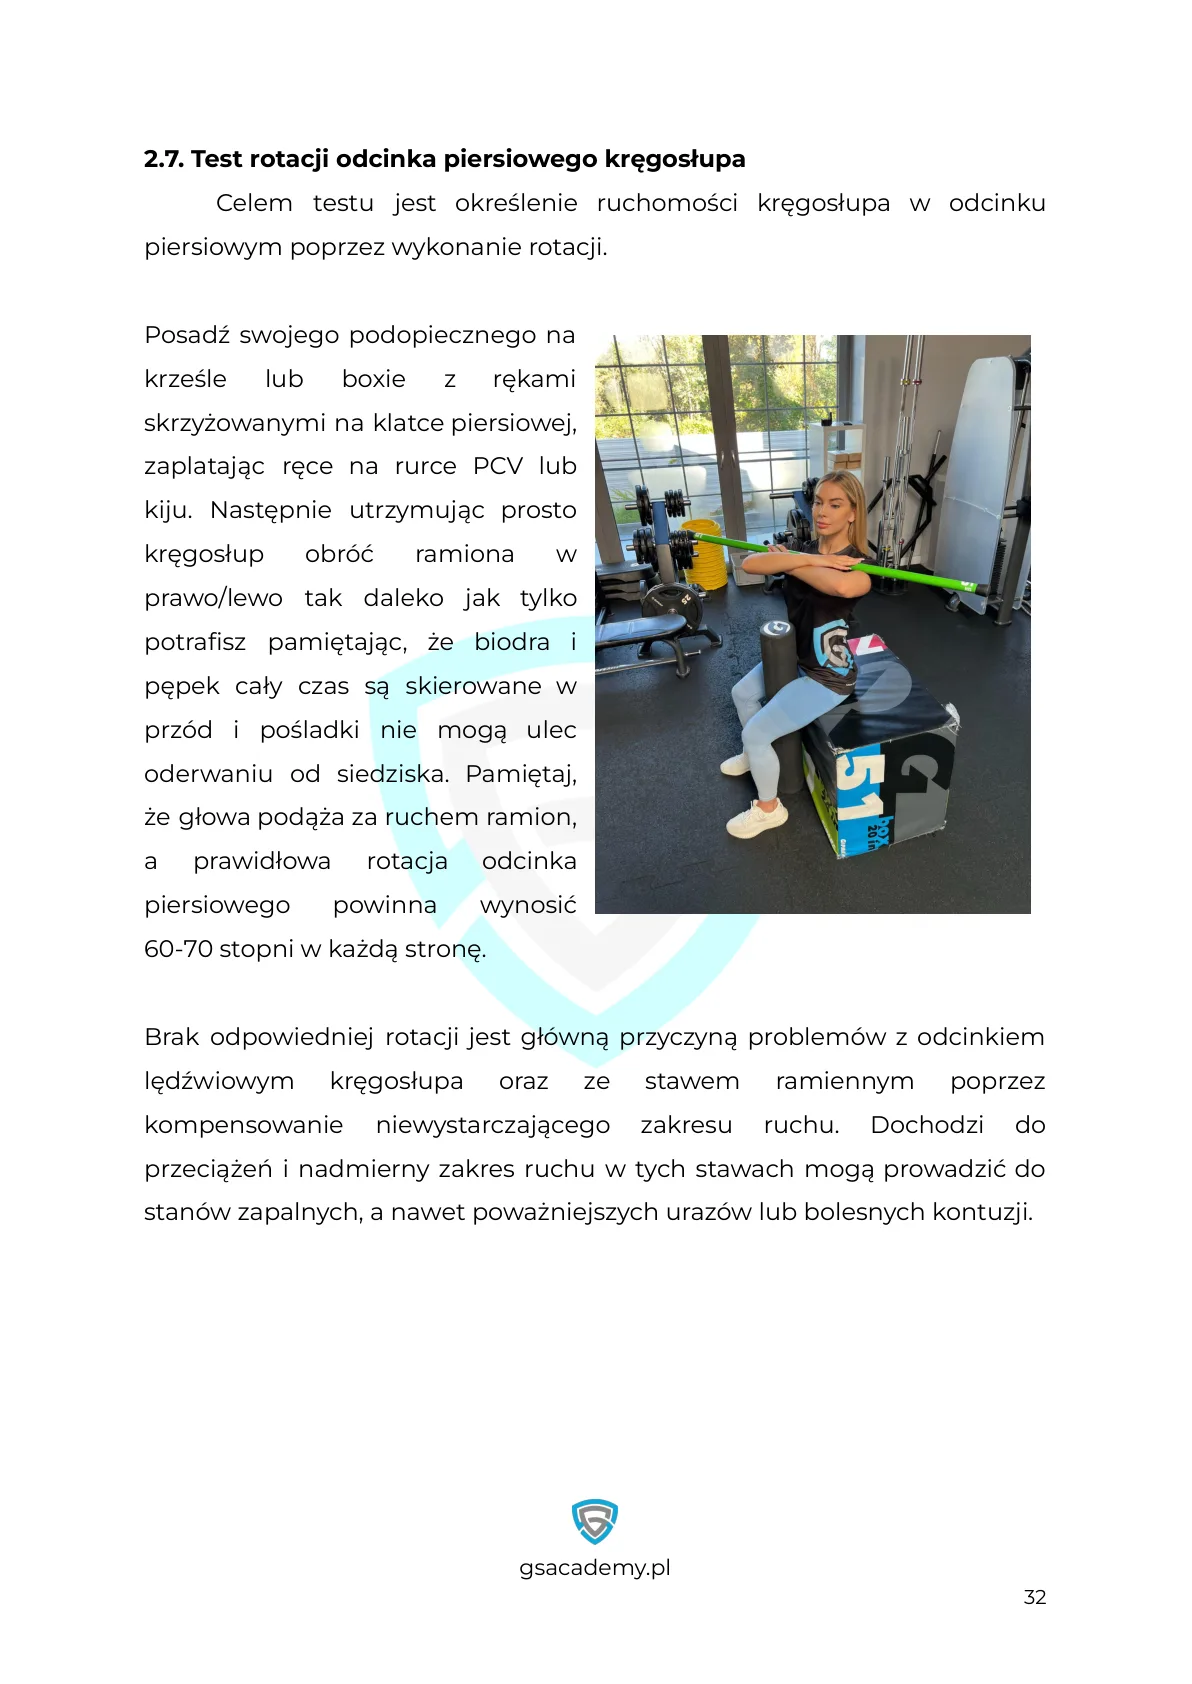 2.7. Test rotacji odcinka piersiowego kręgosłupa
Celem testu jest określenie ruchomości kręgosłupa w odcinku
piersiowym poprzez wykonanie rotacji.
Posadź swojego podopiecznego na
krześle lub boxie z rękami
skrzyżowanymi na klatce piersiowej,
zaplatając ręce na rurce PCV lub
kiju. Następnie utrzymując prosto
kręgosłup obróć ramiona w
prawo/lewo tak daleko jak tylko
potrafisz pamiętając, że biodra i
pępek cały czas są skierowane w
przód i pośladki nie mogą ulec
oderwaniu od siedziska. Pamiętaj,
że głowa podąża za ruchem ramion,
a prawidłowa rotacja odcinka
piersiowego powinna wynosić
60-70 stopni w każdą stronę.
25
51
box
20 in
Brak odpowiedniej rotacji jest główną przyczyną problemów z odcinkiem
lędźwiowym kręgosłupa oraz ze stawem ramiennym poprzez
kompensowanie niewystarczającego zakresu ruchu. Dochodzi do
przeciążeń i nadmierny zakres ruchu w tych stawach mogą prowadzić do
stanów zapalnych, a nawet poważniejszych urazów lub bolesnych kontuzji.
gsacademy.pl
32